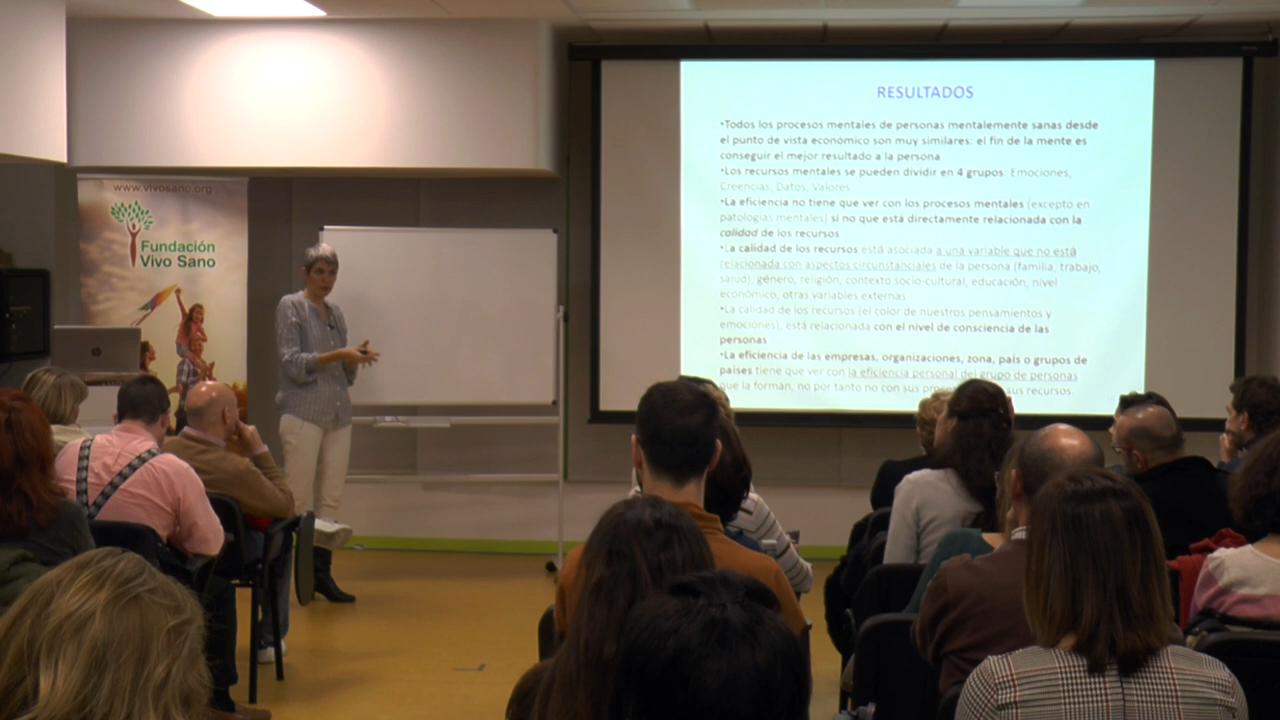 www.vivosano.org
Fundación
Vivo Sano
RESULTADOS
•Todos los procesos mentales de personas mentalemente sanas desde
el punto de vista económico son muy similares: el fin de la mente es
conseguir el mejor resultado a la persona
•Los recursos mentales se pueden dividir en 4 grupos: Emociones,
Creencias, Datos, Valores
•La eficiencia no tiene que ver con los procesos mentales (excepto en
patologías mentales) si no que está directamente relacionada con la
calidad de los recursos
•La calidad de los recursos está asociada a una variable que no está
relacionada con aspectos circunstanciales de la persona (familia, trabajo,
salud), género, religión, contexto socio-cultural, educación, nivel
económico, otras variables externas
•La calidad de los recursos (el color de nuestros pensamientos y
emociones), está relacionada con el nivel de consciencia de las
personas
•La eficiencia de las empresas, organizaciones, zona, país o grupos de
países tiene que ver con la eficiencia personal del grupo de personas
que la forman, no por tanto no con sus sus recursos.